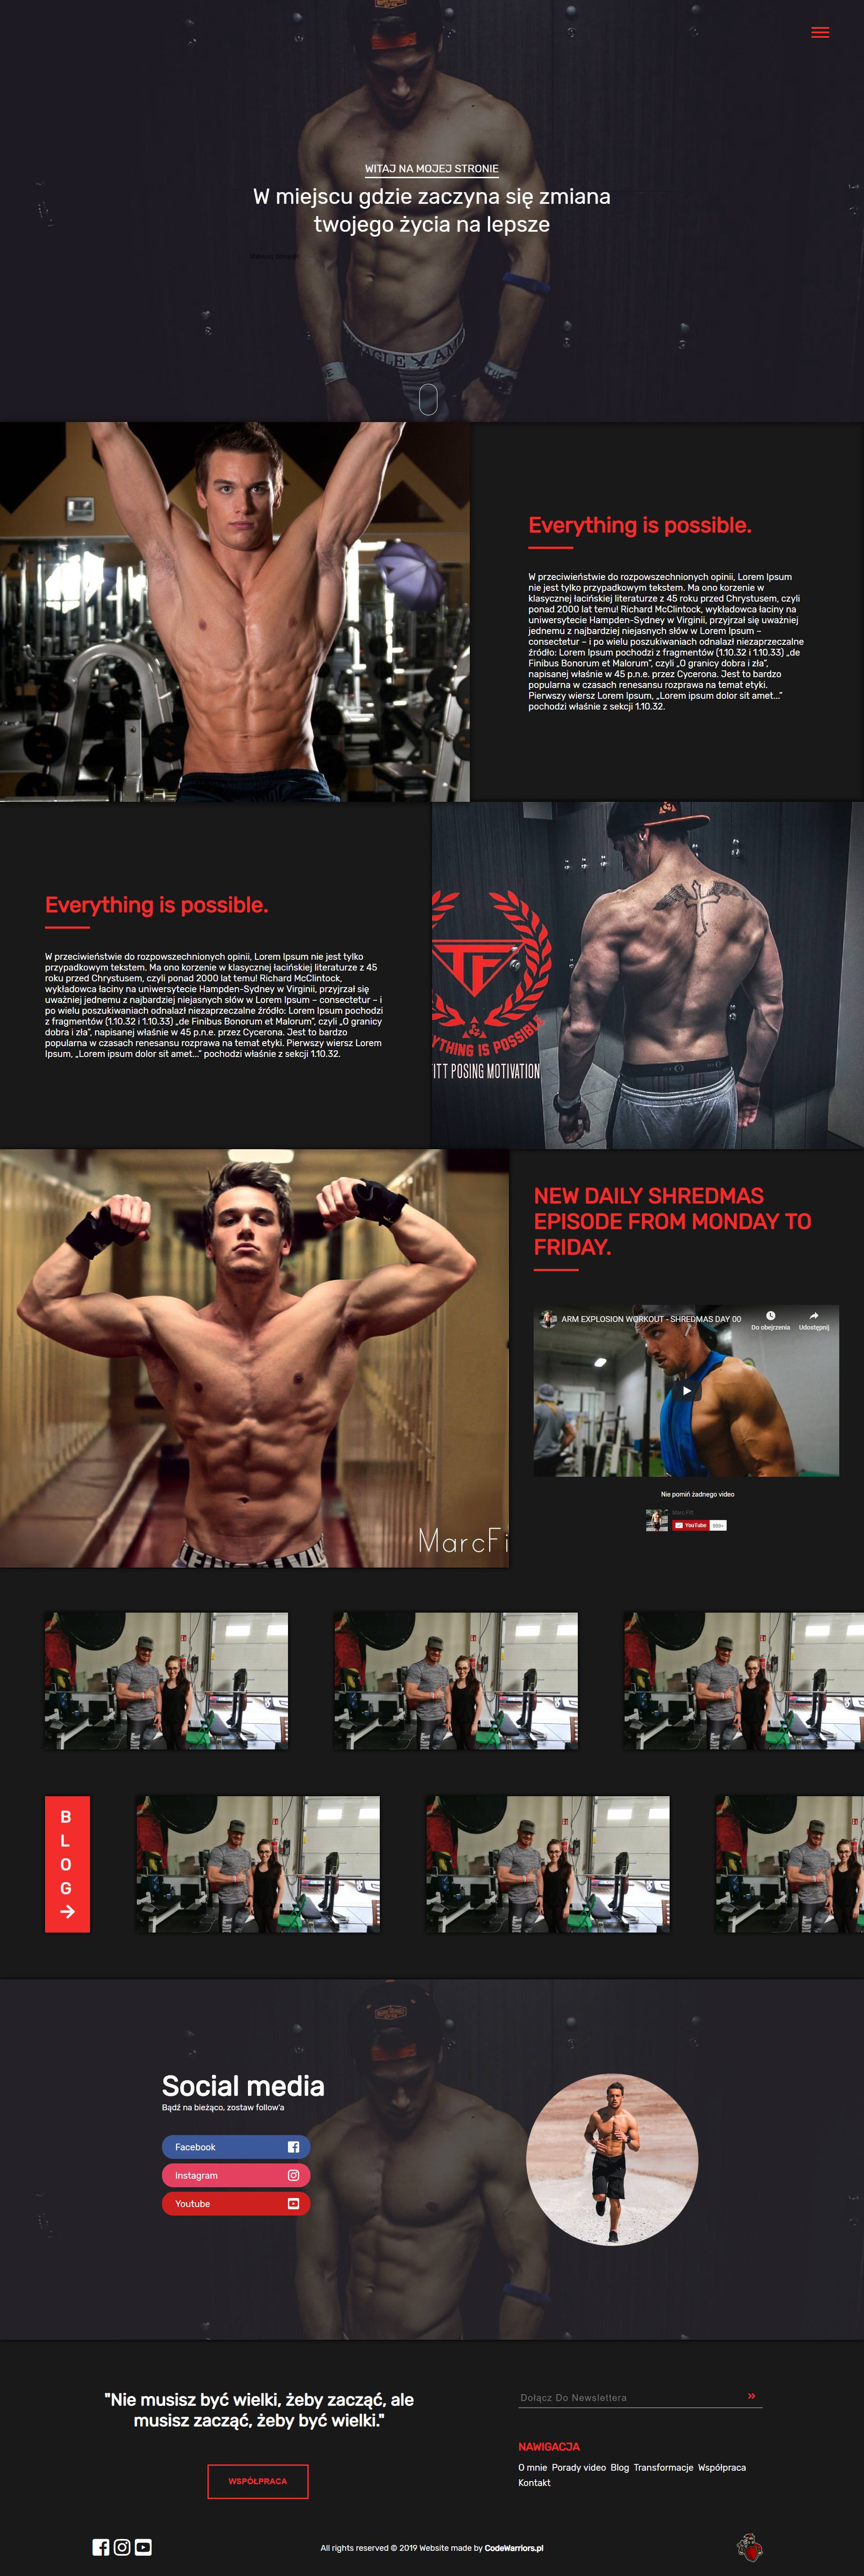 WITAJ NA MOJEJ STRONIE
W miejscu gdzie zaczyna się zmiana
twojego życia na lepsze
EAGLE AM
THE
Everything is possible.
W przeciwieństwie do rozpowszechnionych opinii, Lorem Ipsum
nie jest tylko przypadkowym tekstem. Ma ono korzenie w
klasycznej łacińskiej literaturze z 45 roku przed Chrystusem, czyli
ponad 2000 lat temu! Richard McClintock, wykładowca łaciny na
uniwersytecie Hampden-Sydney w Virginii, przyjrzał się uważniej
jednemu z najbardziej niejasnych słów w Lorem Ipsum –
consectetur – i po wielu poszukiwaniach odnalazł niezaprzeczalne
źródło: Lorem Ipsum pochodzi z fragmentów (1.10.32 i 1.10.33) „de
Finibus Bonorum et Malorum”, czyli „O granicy dobra i zła”,
napisanej właśnie w 45 p.n.e. przez Cycerona. Jest to bardzo
popularna w czasach renesansu rozprawa na temat etyki.
Pierwszy wiersz Lorem Ipsum, „Lorem ipsum dolor sit amet...”
pochodzi właśnie z sekcji 1.10.32.
Everything is possible.
W przeciwieństwie do rozpowszechnionych opinii, Lorem Ipsum nie jest tylko
przypadkowym tekstem. Ma ono korzenie w klasycznej łacińskiej literaturze z 45
roku przed Chrystusem, czyli ponad 2000 lat temu! Richard McClintock,
wykładowca łaciny na uniwersytecie Hampden-Sydney w Virginii, przyjrzał się
uważniej jednemu z najbardziej niejasnych słów w Lorem Ipsum – consectetur – i
po wielu poszukiwaniach odnalazł niezaprzeczalne źródło: Lorem Ipsum pochodzi
z fragmentów (1.10.32 i 1.10.33) „de Finibus Bonorum et Malorum”, czyli „O granicy
dobra i zła”, napisanej właśnie w 45 p.n.e. przez Cycerona. Jest to bardzo
popularna w czasach renesansu rozprawa na temat etyki. Pierwszy wiersz Lorem
Ipsum, „Lorem ipsum dolor sit amet...” pochodzi właśnie z sekcji 1.10.32.
TF
YTHING IS POSSIBLE
ITT POSING MOTIVATION
MarcFi
NEW DAILY SHREDMAS
EPISODE FROM MONDAY TO
FRIDAY.
ARM EXPLOSION WORKOUT - SHREDMAS DAY 00
Do obejrzenia
Udostępnij
Nie pomiń żadnego video
Marc Fitt
YouTube
999+
B
L
O
G
Social media
Bądź na bieżąco, zostaw follow'a
Facebook
Instagram
Youtube
"Nie musisz być wielki, żeby zacząć, ale
musisz zacząć, żeby być wielki."
WSPÓŁPRACA
Dołącz Do Newslettera
NAWIGACJA
O mnie Porady video Blog Transformacje Współpraca
Kontakt
All rights reserved © 2019 Website made by CodeWarriors.pl